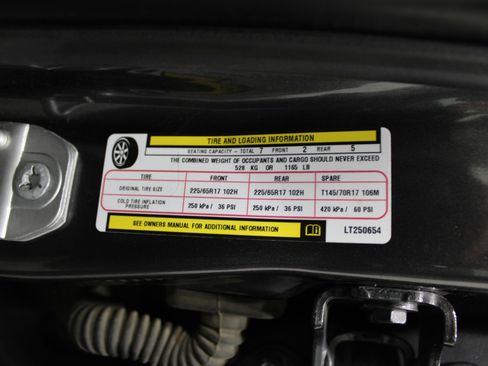 TIRE AND LOADING INFORMATION
SEATING CAPACITY - TOTAL 7 FRONT 2 REAR 5
THE COMBINED WEIGHT OF OCCUPANTS AND CARGO SHOULD NEVER EXCEED
528 KG OR 1165 LB
TIRE FRONT REAR SPARE
ORIGINAL TIRE SIZE 225/65R17 102H 225/65R17 102H T145/70R17 106M
COLD TIRE INFLATION PRESSURE 250 kPa / 36 PSI 250 kPa / 36 PSI 420 kPa / 60 PSI
SEE OWNERS MANUAL FOR ADDITIONAL INFORMATION LT250654